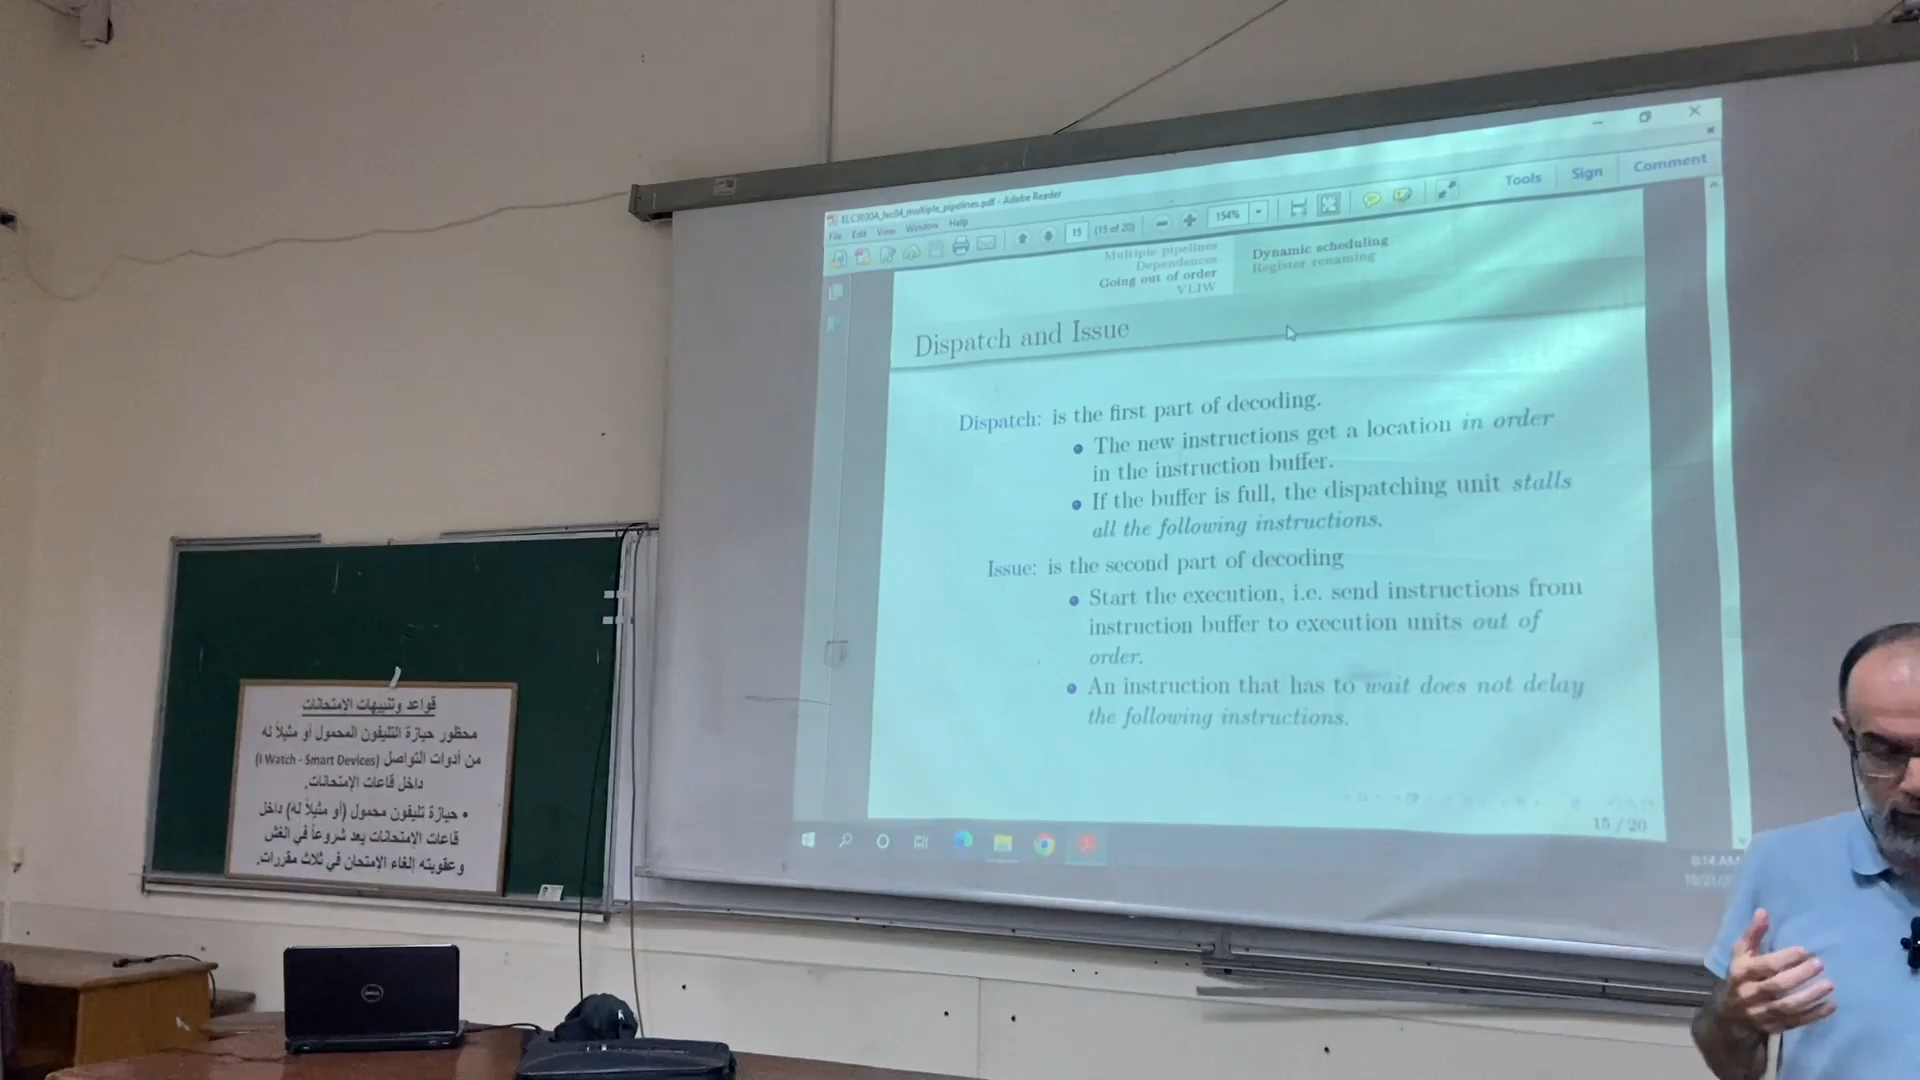 ELC3030A_lec04_multiple_pipelines.pdf - Adobe Reader
File Edit View Window Help
Tools Sign Comment
15 (15 of 20) 154%
Multiple pipelines
Dependences
Going out of order
VLIW
Dynamic scheduling
Register renaming
Dispatch and Issue
Dispatch: is the first part of decoding.
The new instructions get a location in order
in the instruction buffer.
If the buffer is full, the dispatching unit stalls
all the following instructions.
Issue: is the second part of decoding
Start the execution, i.e. send instructions from
instruction buffer to execution units out of
order.
An instruction that has to wait does not delay
the following instructions.
15 / 20
8:14 AM
قواعد وتنبيهات الإمتحانات
محظور حيازة التليفون المحمول أو مثيلاً له
من أدوات التواصل (I Watch - Smart Devices)
داخل قاعات الإمتحانات.
• حيازة تليفون محمول (أو مثيلاً له) داخل
قاعات الإمتحانات يعد شروعاً في الغش
وعقوبته إلغاء الامتحان في ثلاث مقررات.
DELL